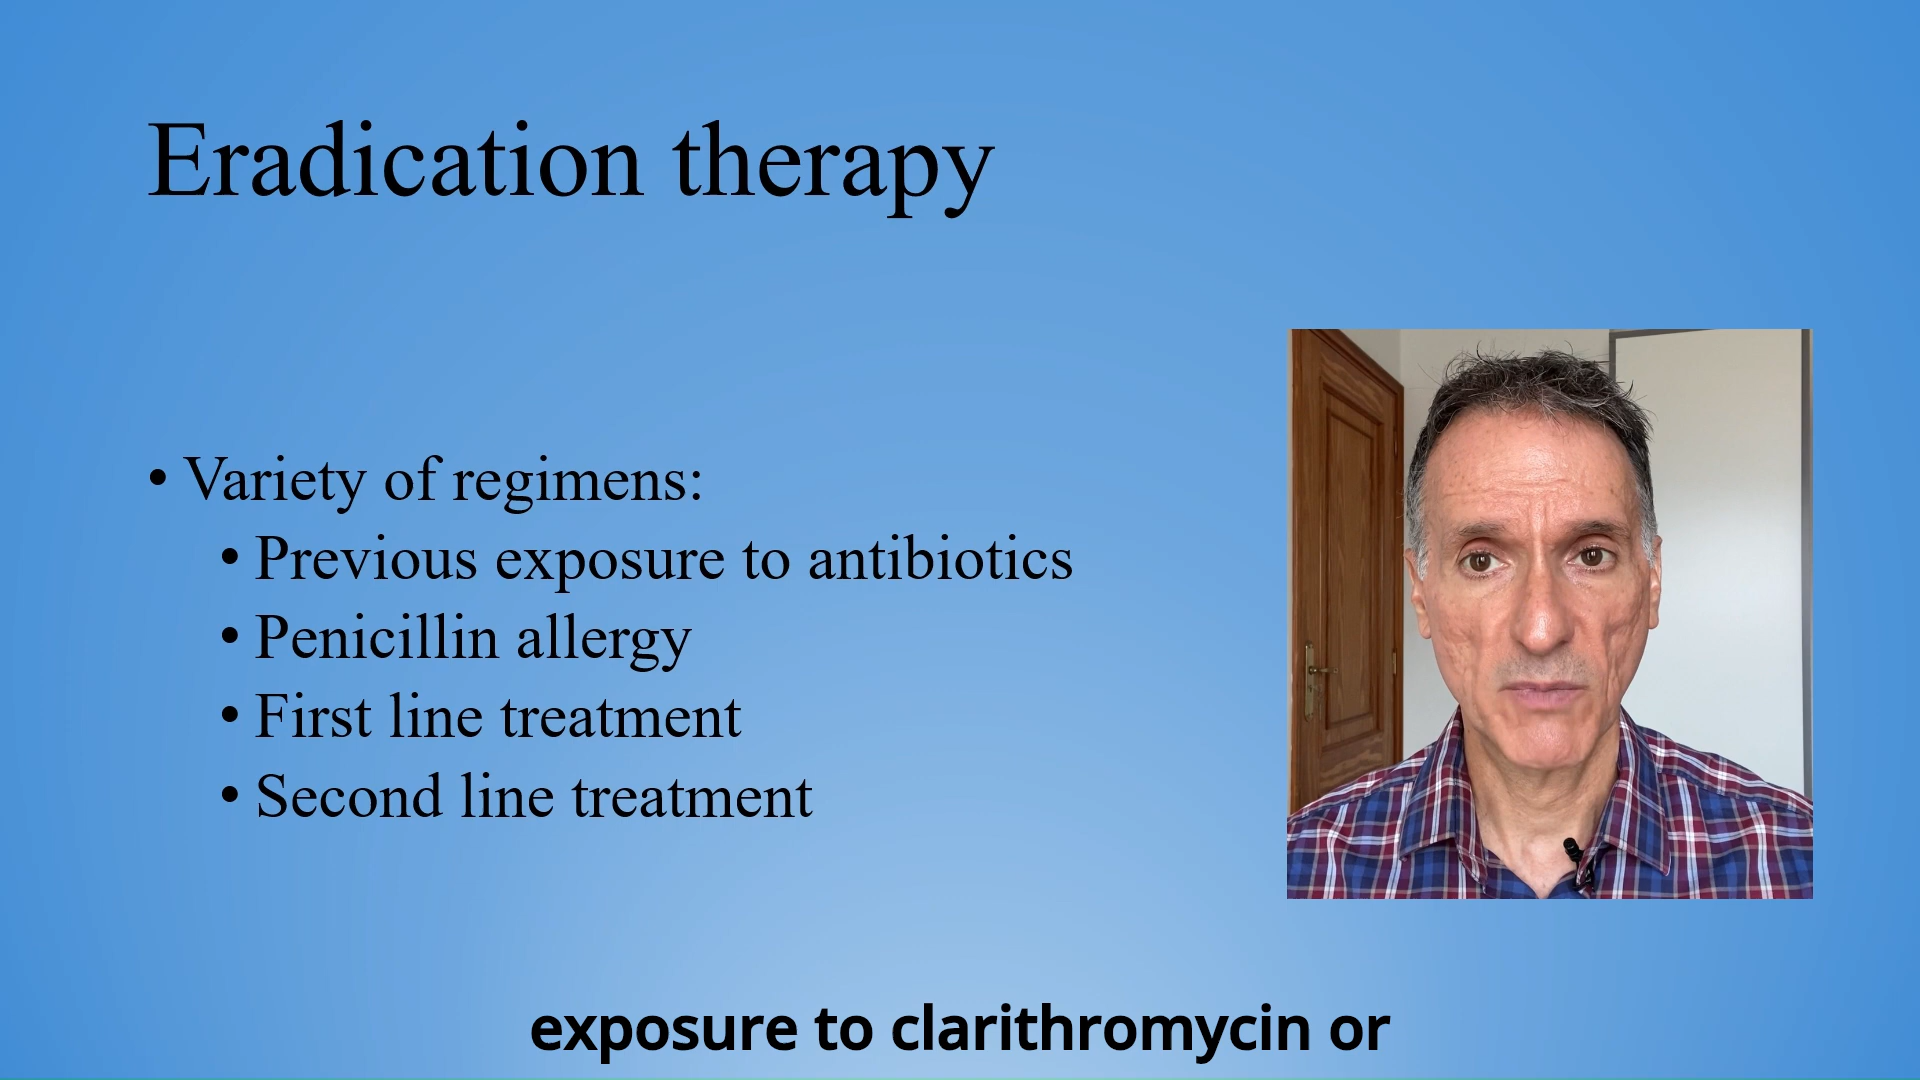 Eradication therapy
• Variety of regimens:
• Previous exposure to antibiotics
• Penicillin allergy
• First line treatment
• Second line treatment
exposure to clarithromycin or